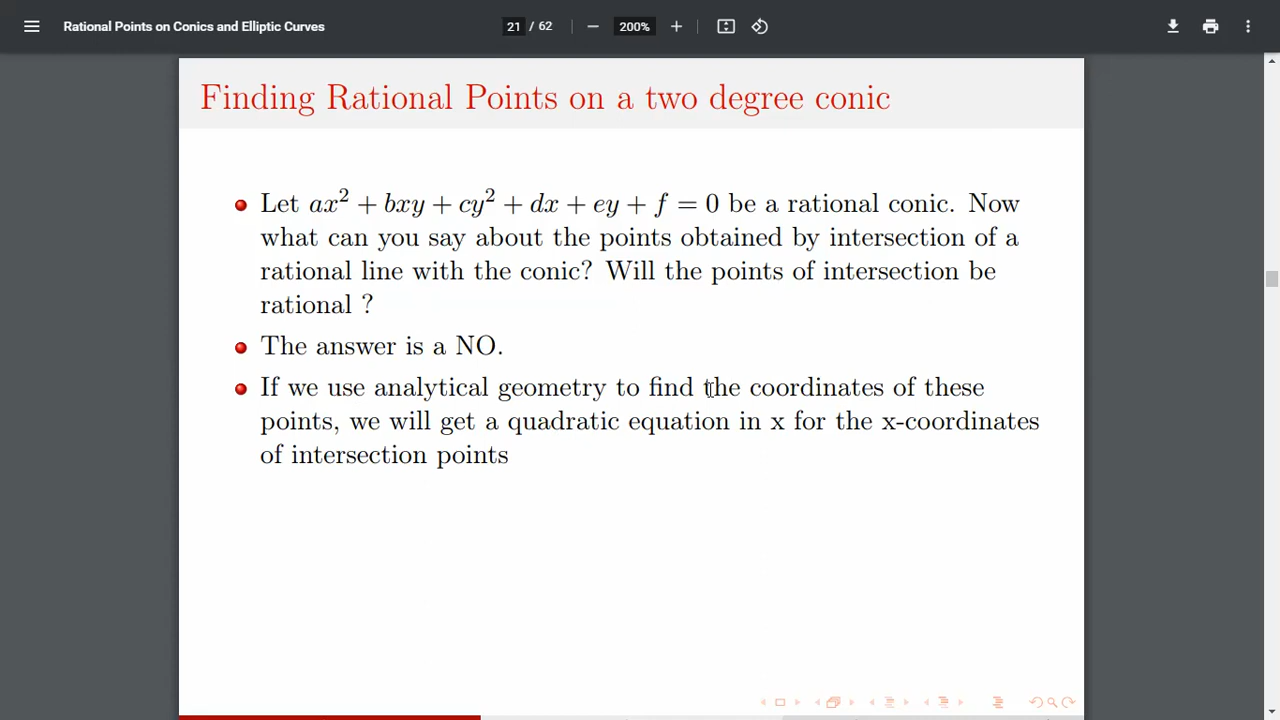 Rational Points on Conics and Elliptic Curves
21 / 62
200%
Finding Rational Points on a two degree conic
Let ax² + bxy + cy² + dx + ey + f = 0 be a rational conic. Now
what can you say about the points obtained by intersection of a
rational line with the conic? Will the points of intersection be
rational ?
The answer is a NO.
If we use analytical geometry to find the coordinates of these
points, we will get a quadratic equation in x for the x-coordinates
of intersection points